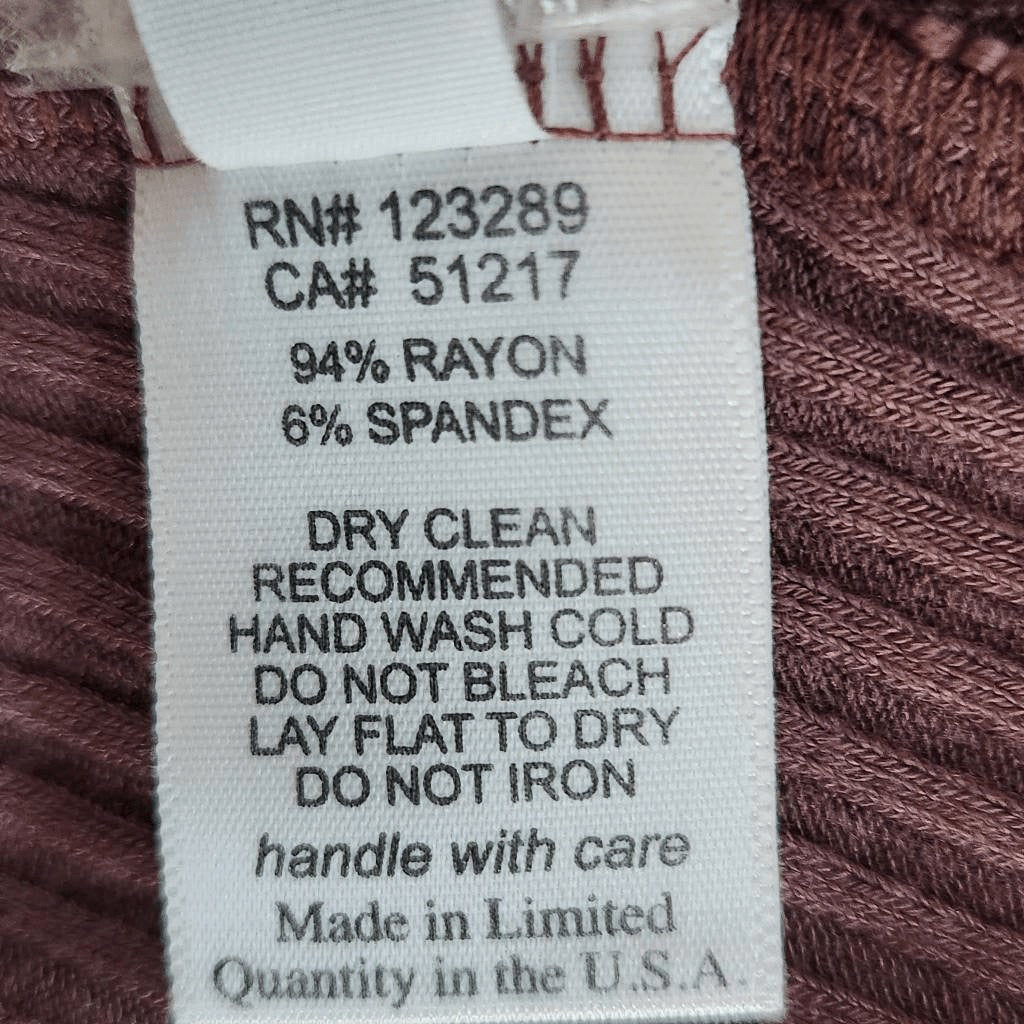 RN# 123289
CA# 51217
94% RAYON
6% SPANDEX
DRY CLEAN
RECOMMENDED
HAND WASH COLD
DO NOT BLEACH
LAY FLAT TO DRY
DO NOT IRON
handle with care
Made in Limited
Quantity in the U.S.A.